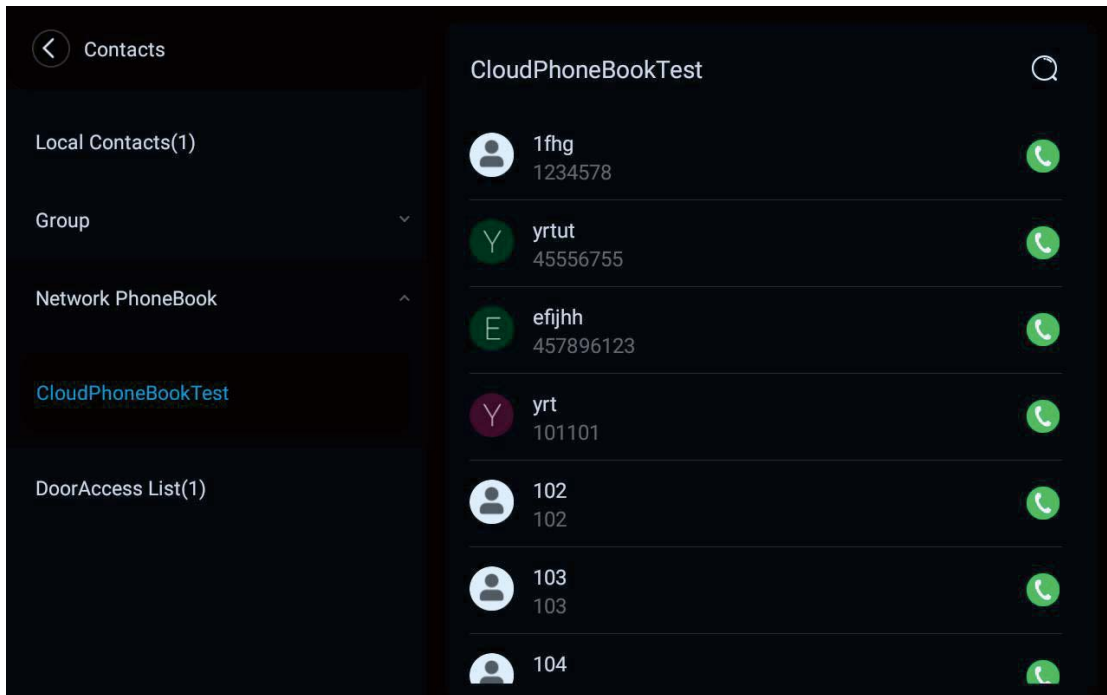 Contacts
Local Contacts(1)
Group
Network PhoneBook
CloudPhoneBookTest
DoorAccess List(1)
CloudPhoneBookTest
1fhg
1234578
Y
yrtut
45556755
E
efijhh
457896123
Y
yrt
101101
102
102
103
103
104